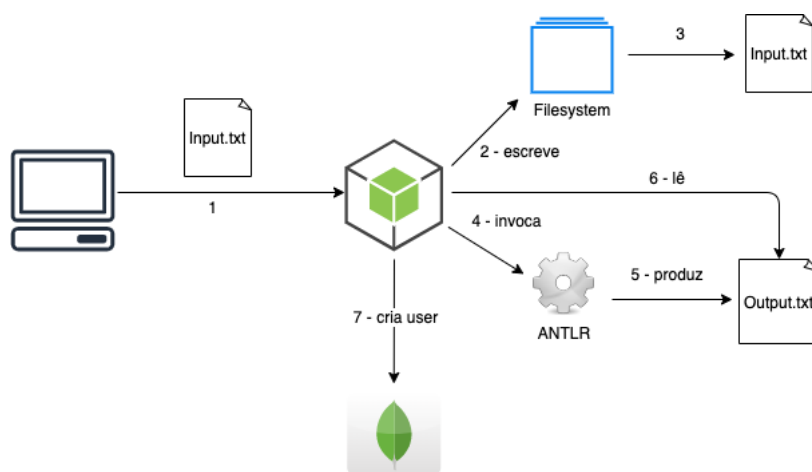 3
Input.txt
Filesystem
Input.txt
2 - escreve
6 - lê
1
4 - invoca
5 - produz
Output.txt
7 - cria user
ANTLR